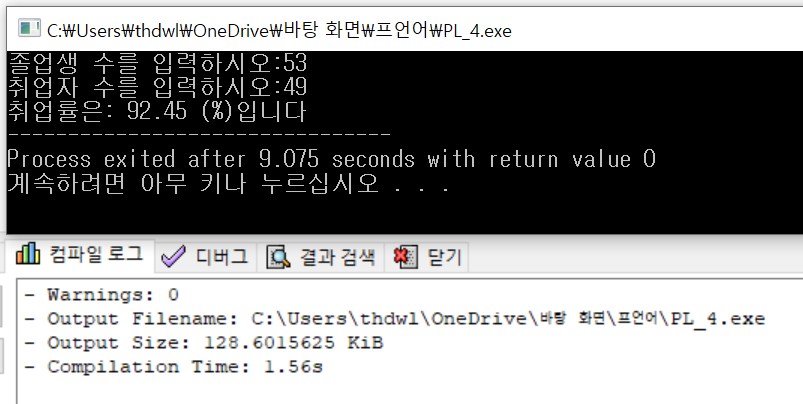 C:₩Users₩thdwl₩OneDrive₩바탕 화면₩프언어₩PL_4.exe
졸업생 수를 입력하시오:53
취업자 수를 입력하시오:49
취업률은: 92.45 (%)입니다
--------------------------------
Process exited after 9.075 seconds with return value 0
계속하려면 아무 키나 누르십시오 . . .
컴파일 로그 디버그 결과 검색 닫기
- Warnings: 0
- Output Filename: C:\Users\thdwl\OneDrive\바탕 화면\프언어\PL_4.exe
- Output Size: 128.6015625 KiB
- Compilation Time: 1.56s